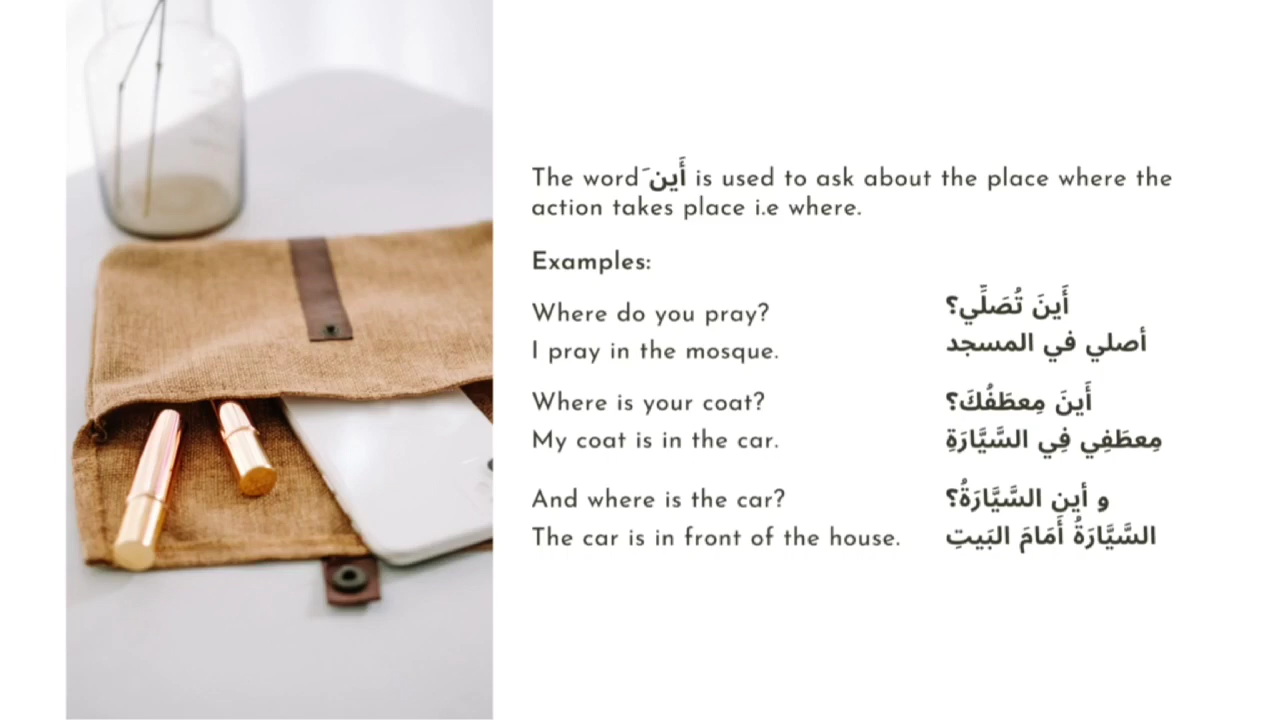 The word أَينَ is used to ask about the place where the
action takes place i.e where.
Examples:
Where do you pray? أَينَ تُصَلِّي؟
I pray in the mosque. أصلي في المسجد
Where is your coat? أَينَ مِعطَفُكَ؟
My coat is in the car. مِعطَفِي فِي السَّيَّارَةِ
And where is the car? و أين السَّيَّارَةُ؟
The car is in front of the house. السَّيَّارَةُ أَمَامَ البَيتِ